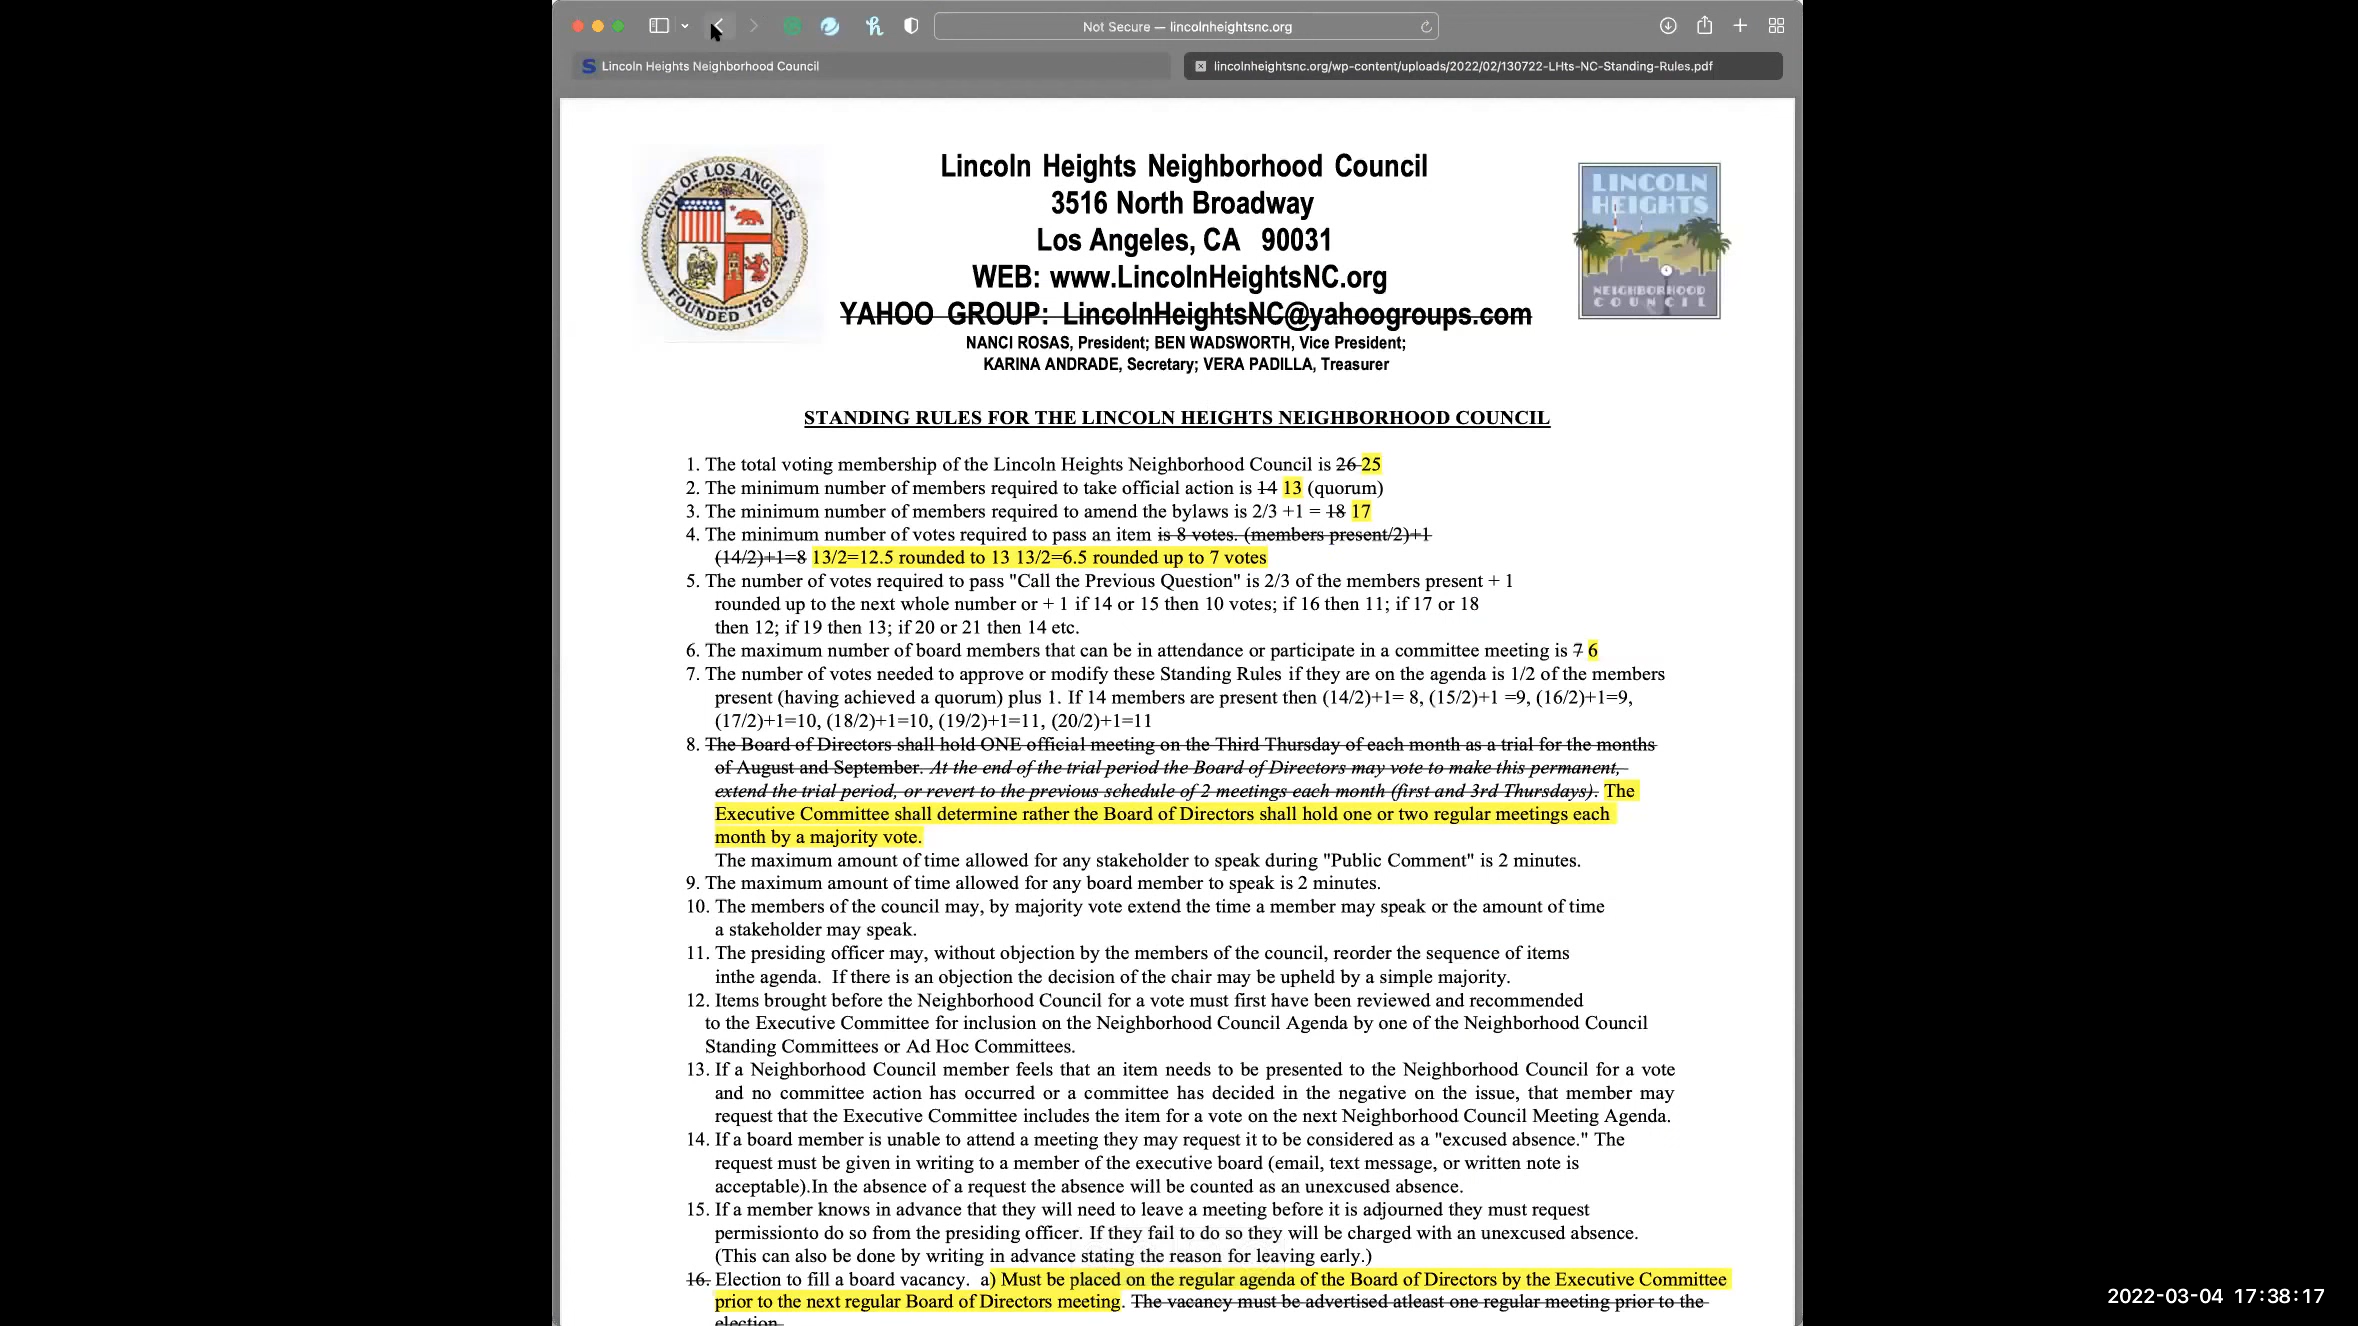 Not Secure — lincolnheightsnc.org
Lincoln Heights Neighborhood Council
lincolnheightsnc.org/wp-content/uploads/2022/02/130722-LHts-NC-Standing-Rules.pdf
CITY OF LOS ANGELES
FOUNDED 1781
Lincoln Heights Neighborhood Council
3516 North Broadway
Los Angeles, CA 90031
WEB: www.LincolnHeightsNC.org
YAHOO GROUP: LincolnHeightsNC@yahoogroups.com
NANCI ROSAS, President; BEN WADSWORTH, Vice President;
KARINA ANDRADE, Secretary; VERA PADILLA, Treasurer
LINCOLN
HEIGHTS
NEIGHBORHOOD
COUNCIL
STANDING RULES FOR THE LINCOLN HEIGHTS NEIGHBORHOOD COUNCIL
1. The total voting membership of the Lincoln Heights Neighborhood Council is 26 25
2. The minimum number of members required to take official action is 14 13 (quorum)
3. The minimum number of members required to amend the bylaws is 2/3 +1 = 18 17
4. The minimum number of votes required to pass an item is 8 votes. (members present/2)+1
(14/2)+1=8 13/2=12.5 rounded to 13 13/2=6.5 rounded up to 7 votes
5. The number of votes required to pass "Call the Previous Question" is 2/3 of the members present + 1
rounded up to the next whole number or + 1 if 14 or 15 then 10 votes; if 16 then 11; if 17 or 18
then 12; if 19 then 13; if 20 or 21 then 14 etc.
6. The maximum number of board members that can be in attendance or participate in a committee meeting is 7 6
7. The number of votes needed to approve or modify these Standing Rules if they are on the agenda is 1/2 of the members
present (having achieved a quorum) plus 1. If 14 members are present then (14/2)+1= 8, (15/2)+1 =9, (16/2)+1=9,
(17/2)+1=10, (18/2)+1=10, (19/2)+1=11, (20/2)+1=11
8. The Board of Directors shall hold ONE official meeting on the Third Thursday of each month as a trial for the months
of August and September. At the end of the trial period the Board of Directors may vote to make this permanent,
extend the trial period, or revert to the previous schedule of 2 meetings each month (first and 3rd Thursdays). The
Executive Committee shall determine rather the Board of Directors shall hold one or two regular meetings each
month by a majority vote.
The maximum amount of time allowed for any stakeholder to speak during "Public Comment" is 2 minutes.
9. The maximum amount of time allowed for any board member to speak is 2 minutes.
10. The members of the council may, by majority vote extend the time a member may speak or the amount of time
a stakeholder may speak.
11. The presiding officer may, without objection by the members of the council, reorder the sequence of items
inthe agenda. If there is an objection the decision of the chair may be upheld by a simple majority.
12. Items brought before the Neighborhood Council for a vote must first have been reviewed and recommended
to the Executive Committee for inclusion on the Neighborhood Council Agenda by one of the Neighborhood Council
Standing Committees or Ad Hoc Committees.
13. If a Neighborhood Council member feels that an item needs to be presented to the Neighborhood Council for a vote
and no committee action has occurred or a committee has decided in the negative on the issue, that member may
request that the Executive Committee includes the item for a vote on the next Neighborhood Council Meeting Agenda.
14. If a board member is unable to attend a meeting they may request it to be considered as a "excused absence." The
request must be given in writing to a member of the executive board (email, text message, or written note is
acceptable).In the absence of a request the absence will be counted as an unexcused absence.
15. If a member knows in advance that they will need to leave a meeting before it is adjourned they must request
permissionto do so from the presiding officer. If they fail to do so they will be charged with an unexcused absence.
(This can also be done by writing in advance stating the reason for leaving early.)
16. Election to fill a board vacancy. a) Must be placed on the regular agenda of the Board of Directors by the Executive Committee
prior to the next regular Board of Directors meeting. The vacancy must be advertised atleast one regular meeting prior to the
election.
2022-03-04 17:38:17